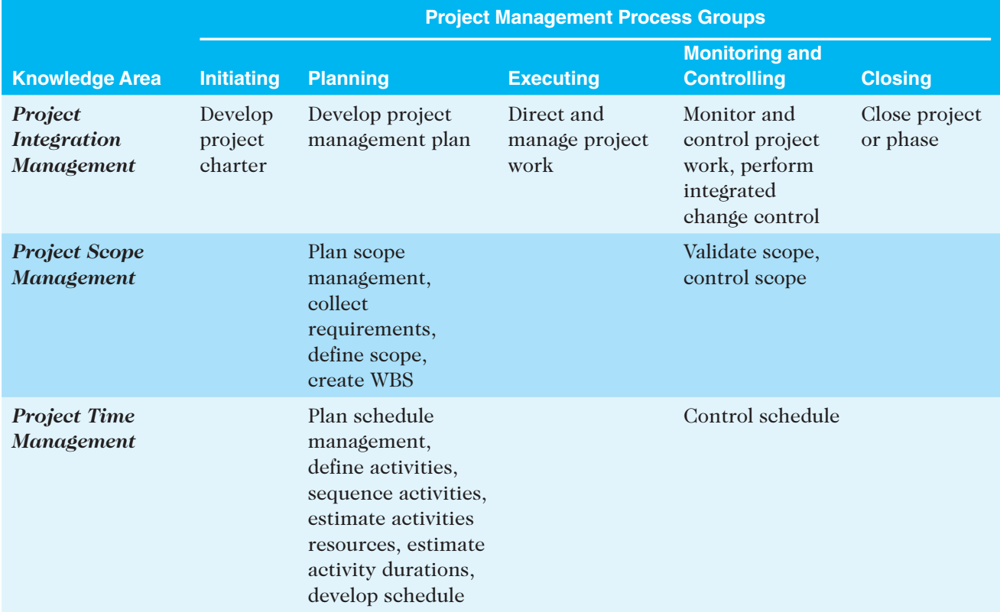 Project Management Process Groups
Knowledge Area
Initiating
Planning
Executing
Monitoring and
Controlling
Closing
Project
Integration
Management
Develop
project
charter
Develop project
management plan
Direct and
manage project
work
Monitor and
control project
work, perform
integrated
change control
Close project
or phase
Project Scope
Management
Plan scope
management,
collect
requirements,
define scope,
create WBS
Validate scope,
control scope
Project Time
Management
Plan schedule
management,
define activities,
sequence activities,
estimate activities
resources, estimate
activity durations,
develop schedule
Control schedule